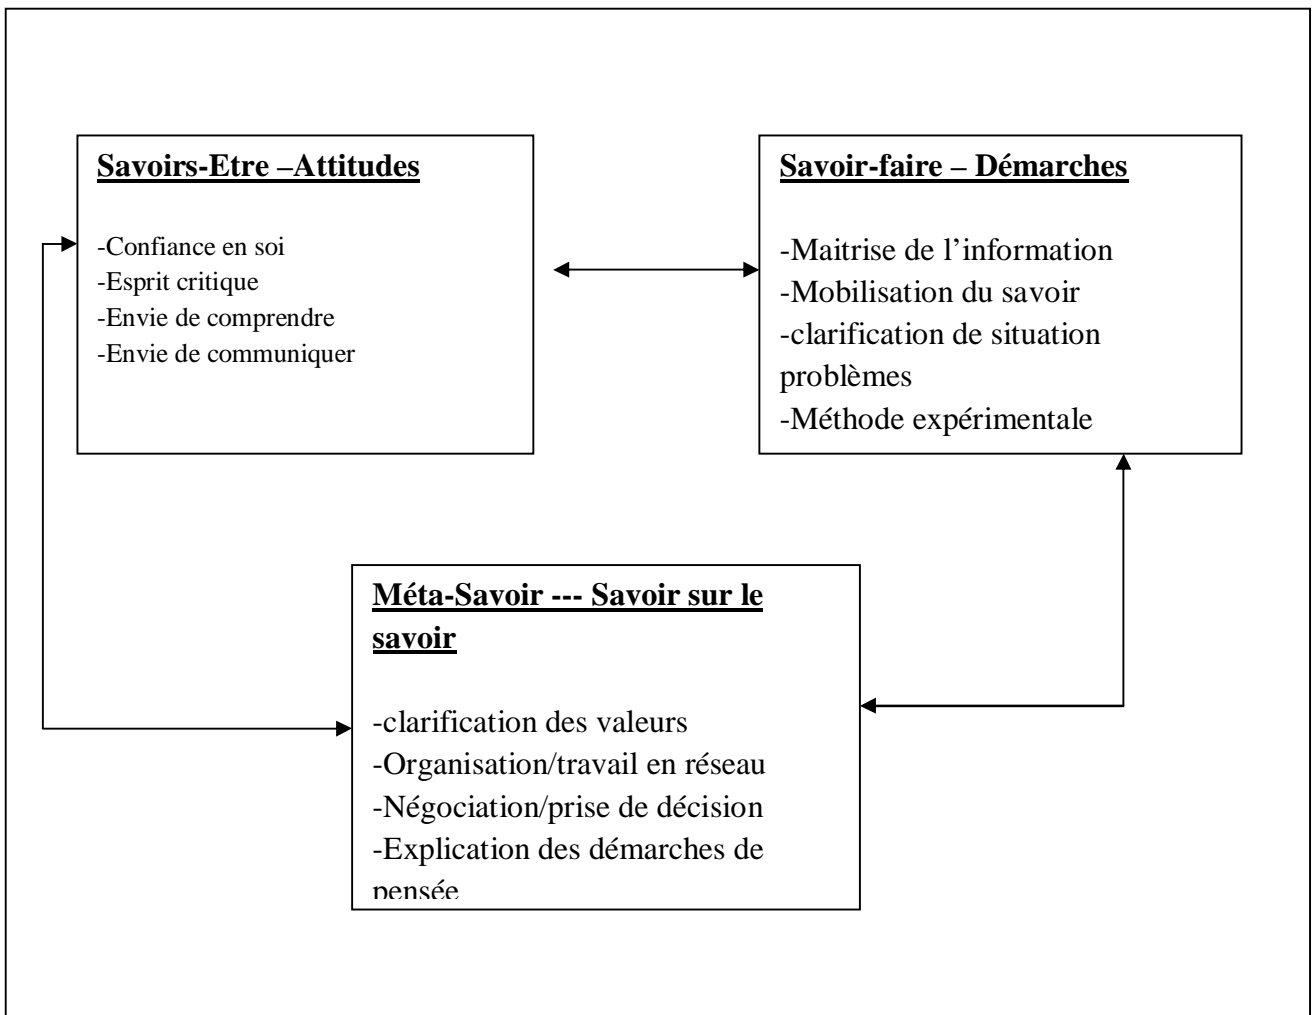 Savoirs-Etre –Attitudes
-Confiance en soi
-Esprit critique
-Envie de comprendre
-Envie de communiquer
Savoir-faire – Démarches
-Maitrise de l’information
-Mobilisation du savoir
-clarification de situation
problèmes
-Méthode expérimentale
Méta-Savoir --- Savoir sur le
savoir
-clarification des valeurs
-Organisation/travail en réseau
-Négociation/prise de décision
-Explication des démarches de
pensée